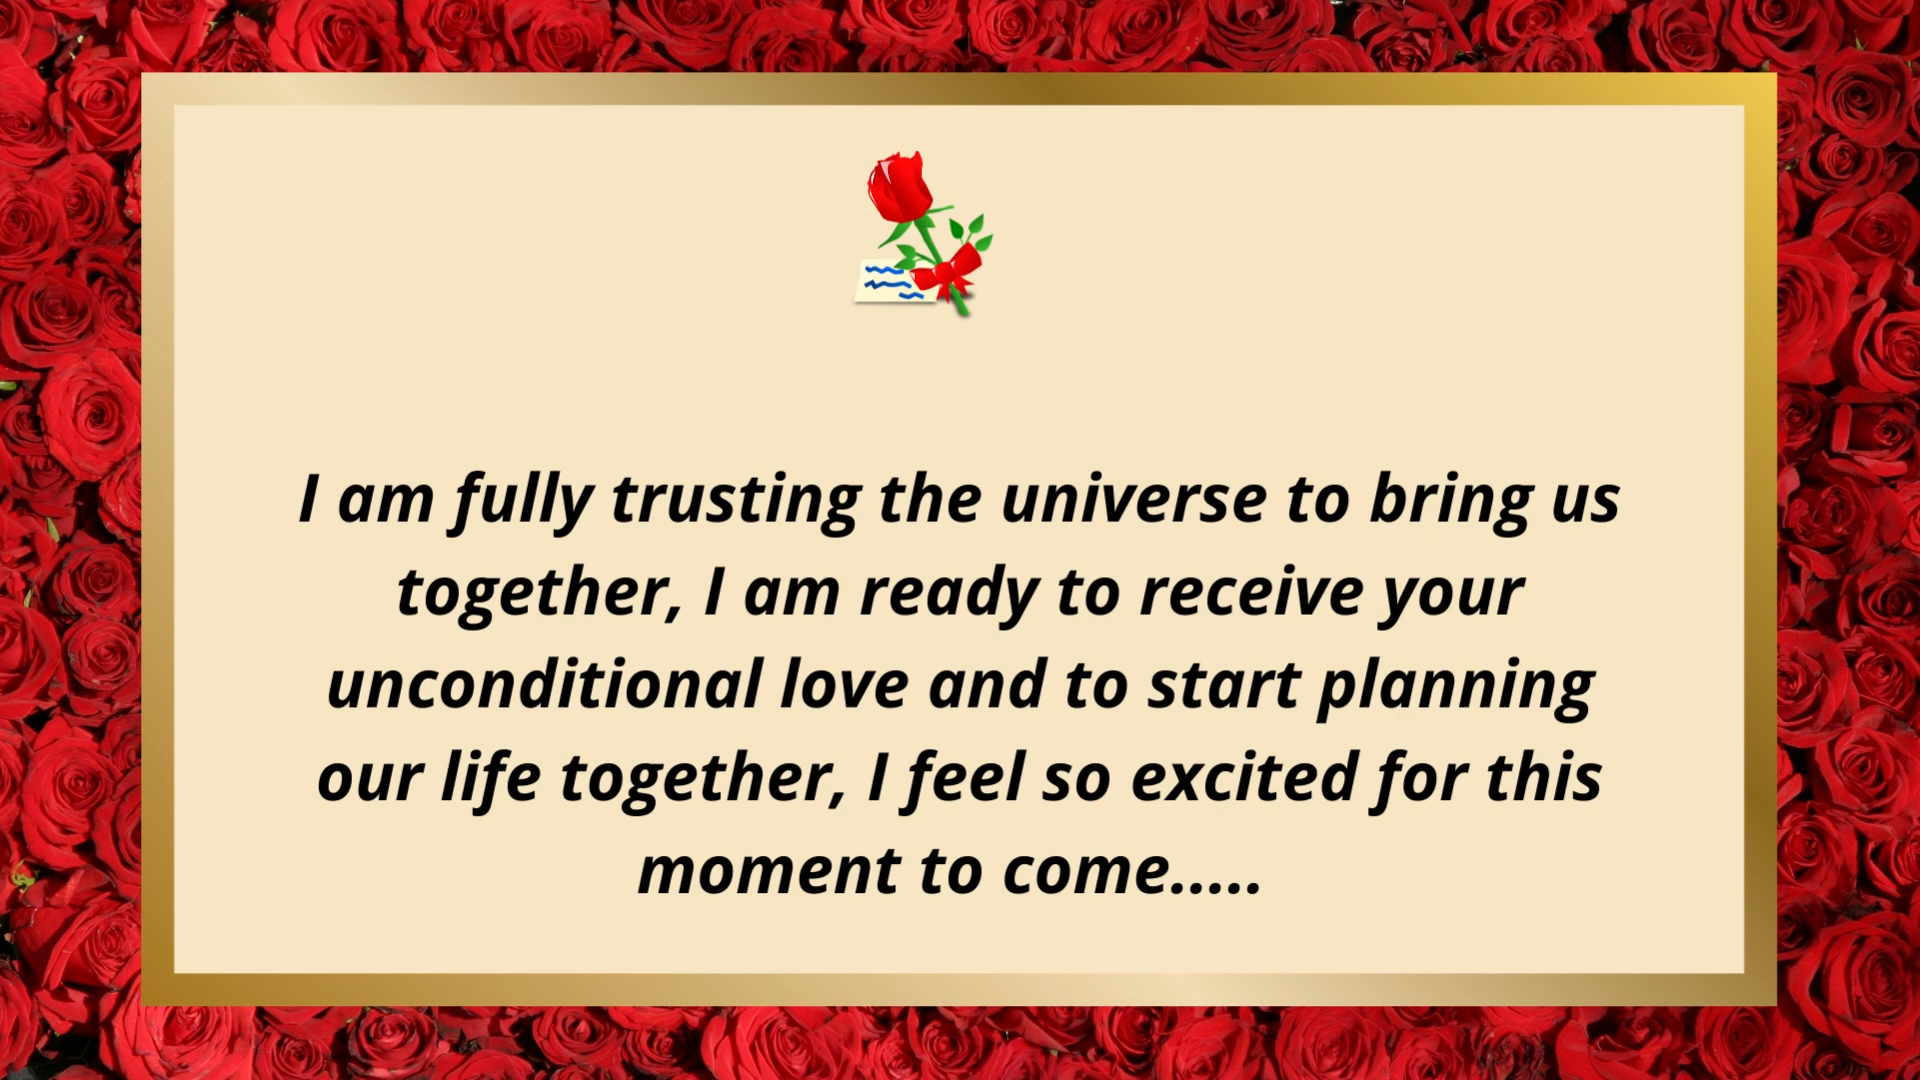 I am fully trusting the universe to bring us
together, I am ready to receive your
unconditional love and to start planning
our life together, I feel so excited for this
moment to come.....